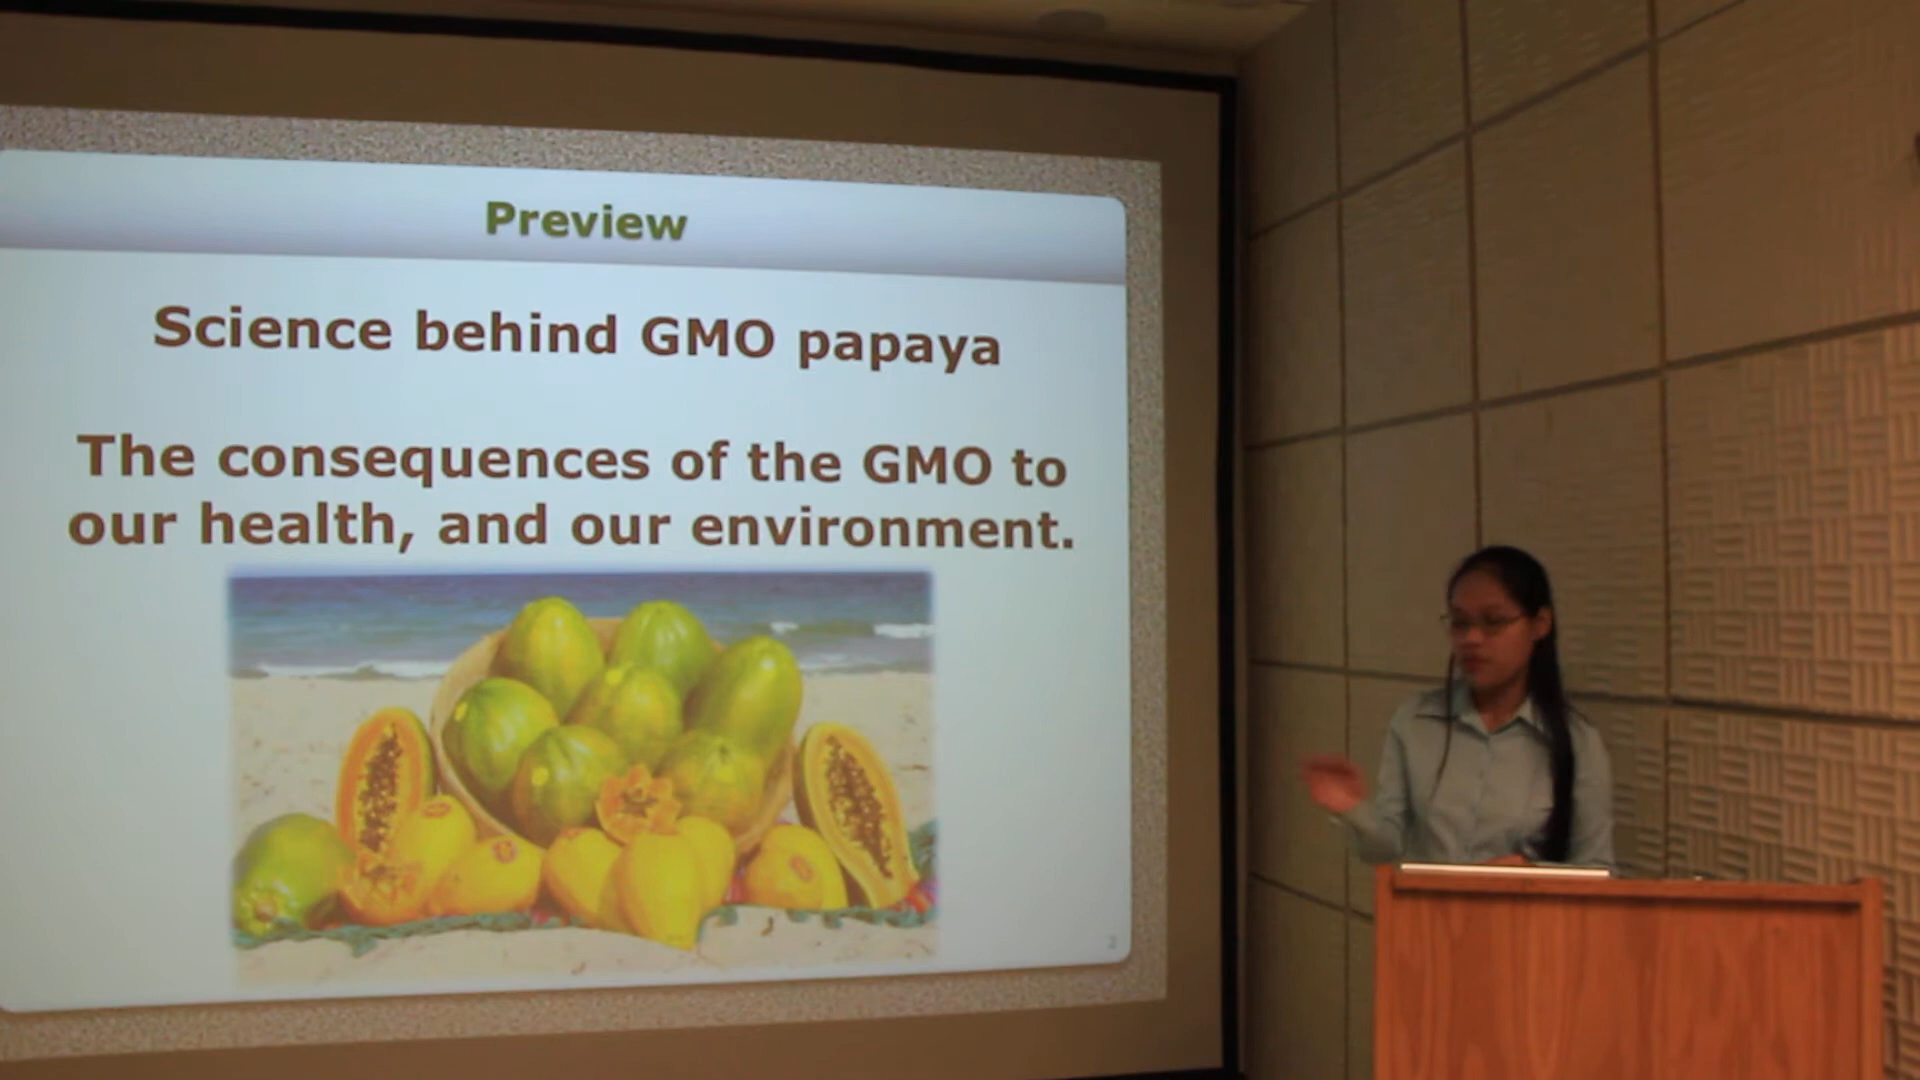 Preview
Science behind GMO papaya
The consequences of the GMO to
our health, and our environment.